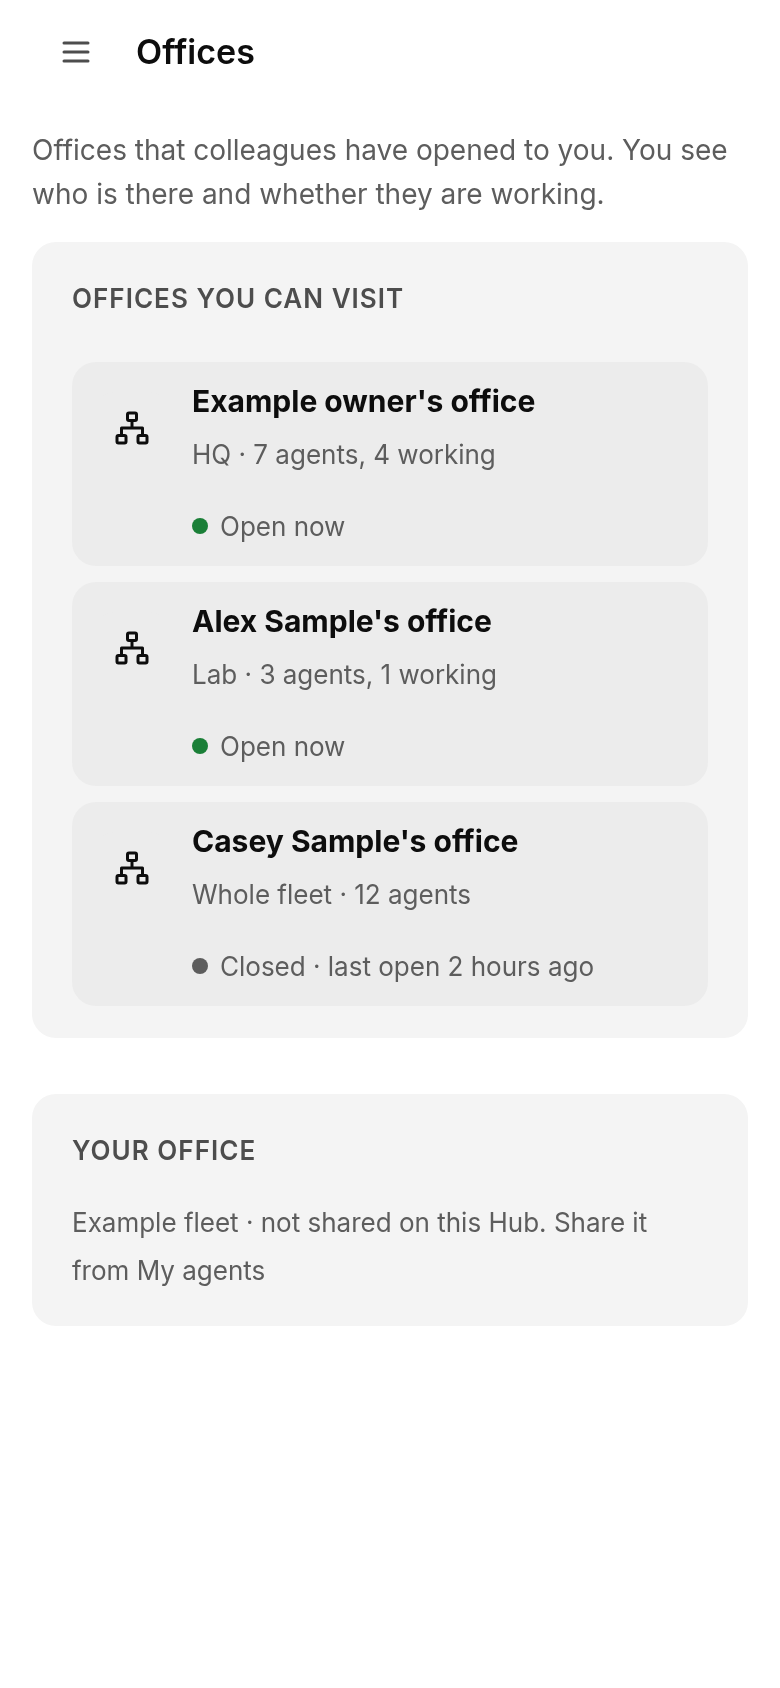 Offices
Offices that colleagues have opened to you. You see
who is there and whether they are working.
OFFICES YOU CAN VISIT
Example owner's office
HQ · 7 agents, 4 working
Open now
Alex Sample's office
Lab · 3 agents, 1 working
Open now
Casey Sample's office
Whole fleet · 12 agents
Closed · last open 2 hours ago
YOUR OFFICE
Example fleet · not shared on this Hub. Share it
from My agents